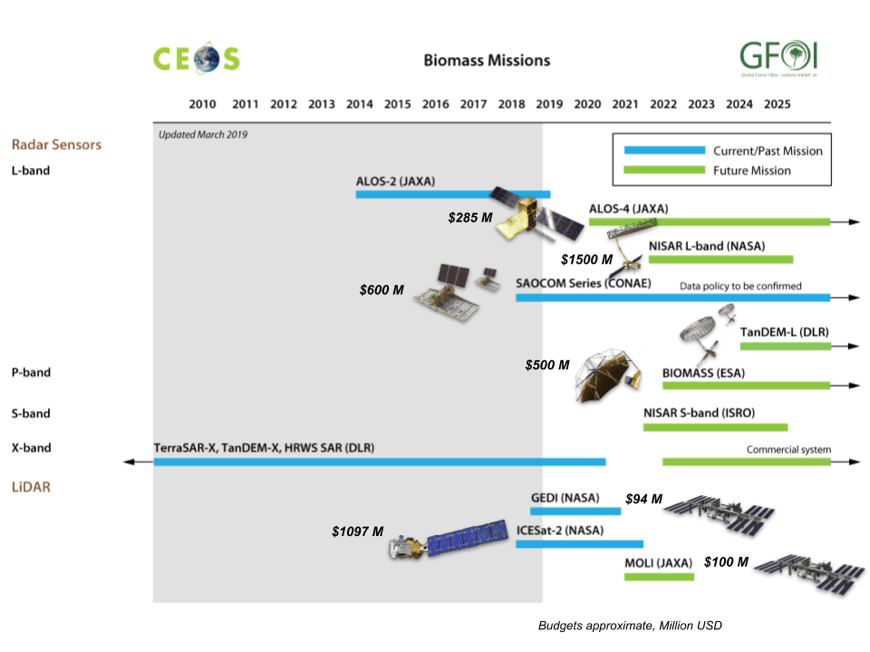 CEOS
Biomass Missions
GFOI
2010 2011 2012 2013 2014 2015 2016 2017 2018 2019 2020 2021 2022 2023 2024 2025
Updated March 2019
Radar Sensors
Current/Past Mission
Future Mission
L-band
ALOS-2 (JAXA)
$285 M
ALOS-4 (JAXA)
NISAR L-band (NASA)
$1500 M
SAOCOM Series (CONAE)
Data policy to be confirmed
$600 M
TanDEM-L (DLR)
$500 M
P-band
BIOMASS (ESA)
S-band
NISAR S-band (ISRO)
X-band
TerraSAR-X, TanDEM-X, HRWS SAR (DLR)
Commercial system
LiDAR
GEDI (NASA)
$94 M
$1097 M
ICESat-2 (NASA)
MOLI (JAXA)
$100 M
Budgets approximate, Million USD